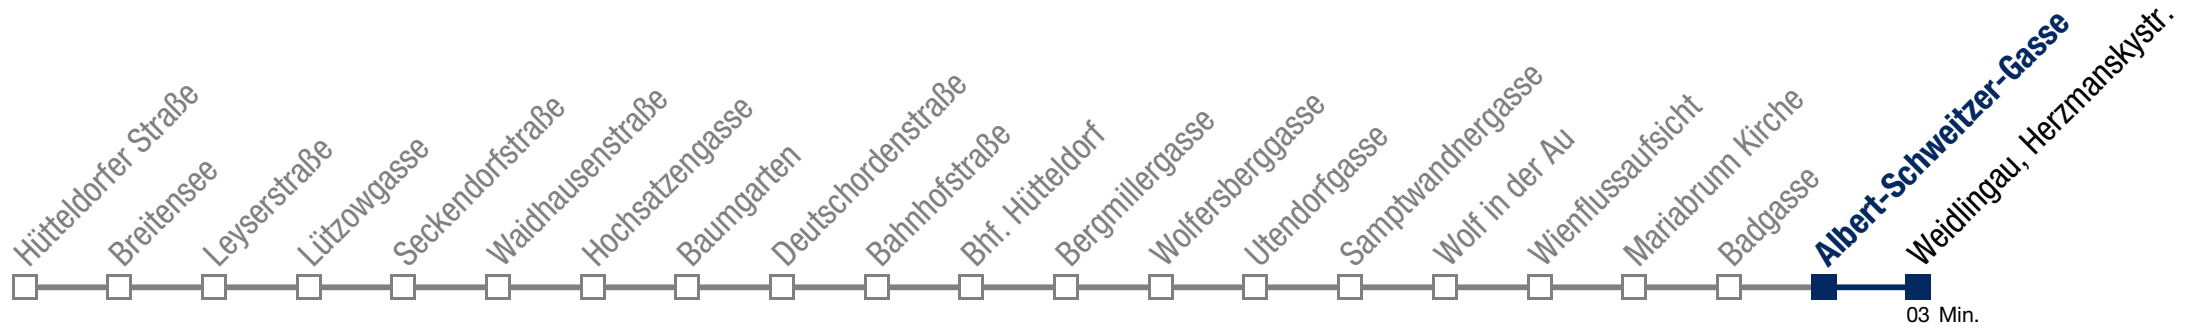 Hütteldorfer Straße
Breitensee
Leyserstraße
Lützowgasse
Seckendorfstraße
Waidhausenstraße
Hochsatzengasse
Baumgarten
Deutschordenstraße
Bahnhofstraße
Bhf. Hütteldorf
Bergmillergasse
Wolfersberggasse
Utendorfgasse
Samptwandnergasse
Wolf in der Au
Wienflussaufsicht
Mariabrunn Kirche
Badgasse
Albert-Schweitzer-Gasse
Weidlingau, Herzmanskystr.
03 Min.